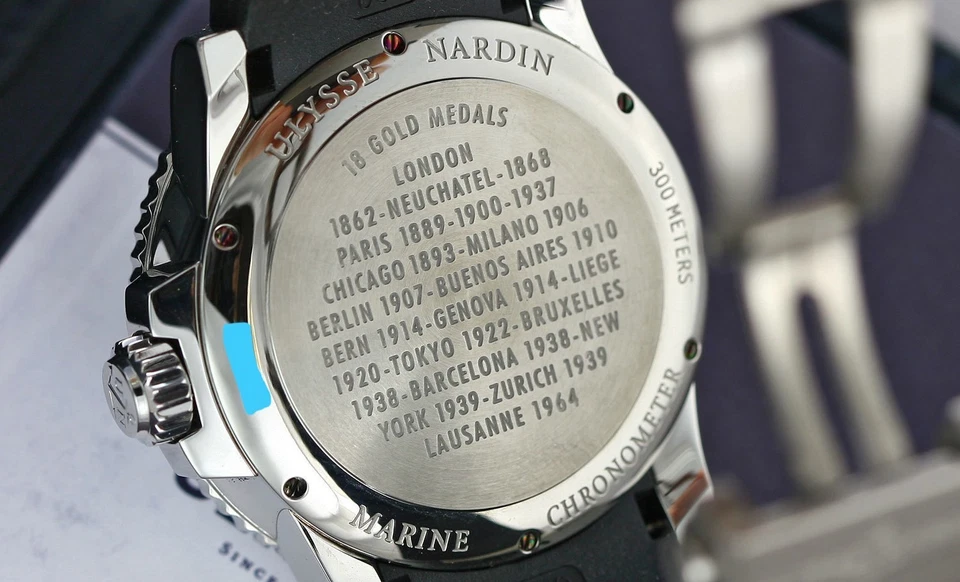 ULYSSE NARDIN
18 GOLD MEDALS
LONDON
1862-NEUCHATEL-1868
PARIS 1889-1900-1937
CHICAGO 1893-MILANO 1906
BERLIN 1907-BUENOS AIRES 1910
BERN 1914-GENOVA 1914-LIEGE
1920-TOKYO 1922-BRUXELLES
1938-BARCELONA 1938-NEW
YORK 1939-ZURICH 1939
LAUSANNE 1964
300 METERS
MARINE CHRONOMETER
SINCE